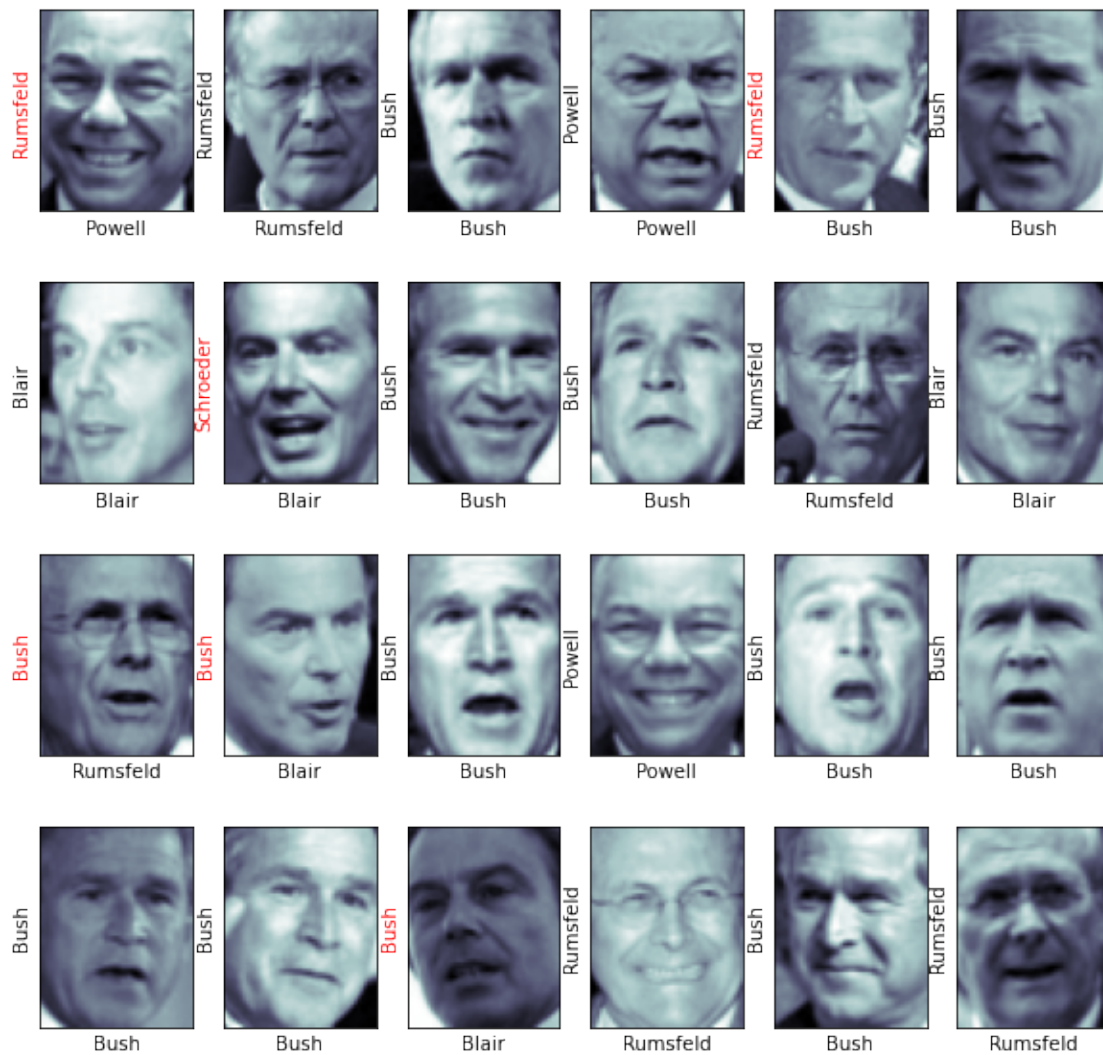 Rumsfeld Rumsfeld Bush Powell Rumsfeld Bush
Powell Rumsfeld Bush Powell Bush Bush
Blair Schroeder Bush Bush Rumsfeld Blair
Blair Blair Bush Bush Rumsfeld Blair
Bush Bush Bush Powell Bush Bush
Rumsfeld Blair Bush Powell Bush Bush
Bush Bush Bush Rumsfeld Bush Rumsfeld
Bush Bush Blair Rumsfeld Bush Rumsfeld